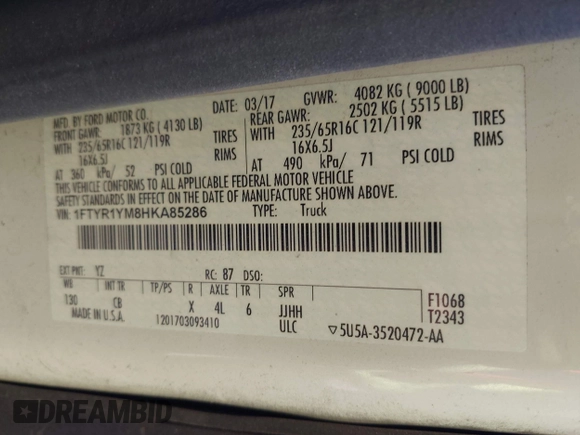 MFD. BY FORD MOTOR CO.
DATE: 03/17 GVWR: 4082 KG ( 9000 LB)
FRONT GAWR: 1873 KG ( 4130 LB) REAR GAWR: 2502 KG ( 5515 LB)
WITH 235/65R16C 121/119R TIRES WITH 235/65R16C 121/119R TIRES
16X6.5J RIMS 16X6.5J RIMS
AT 360 kPa/ 52 PSI COLD AT 490 kPa/ 71 PSI COLD
THIS VEHICLE CONFORMS TO ALL APPLICABLE FEDERAL MOTOR VEHICLE
SAFETY STANDARDS IN EFFECT ON THE DATE OF MANUFACTURE SHOWN ABOVE.
VIN: 1FTYR1YM8HKA85286 TYPE: Truck
EXT PNT: YZ RC: 87 DSO:
WB INT TR TP/PS R AXLE TR SPR
130 CB X 4L 6 JJHH
F1068
T2343
MADE IN U.S.A. 1201703093410 ULC ▽5U5A-3520472-AA
DREAMBID